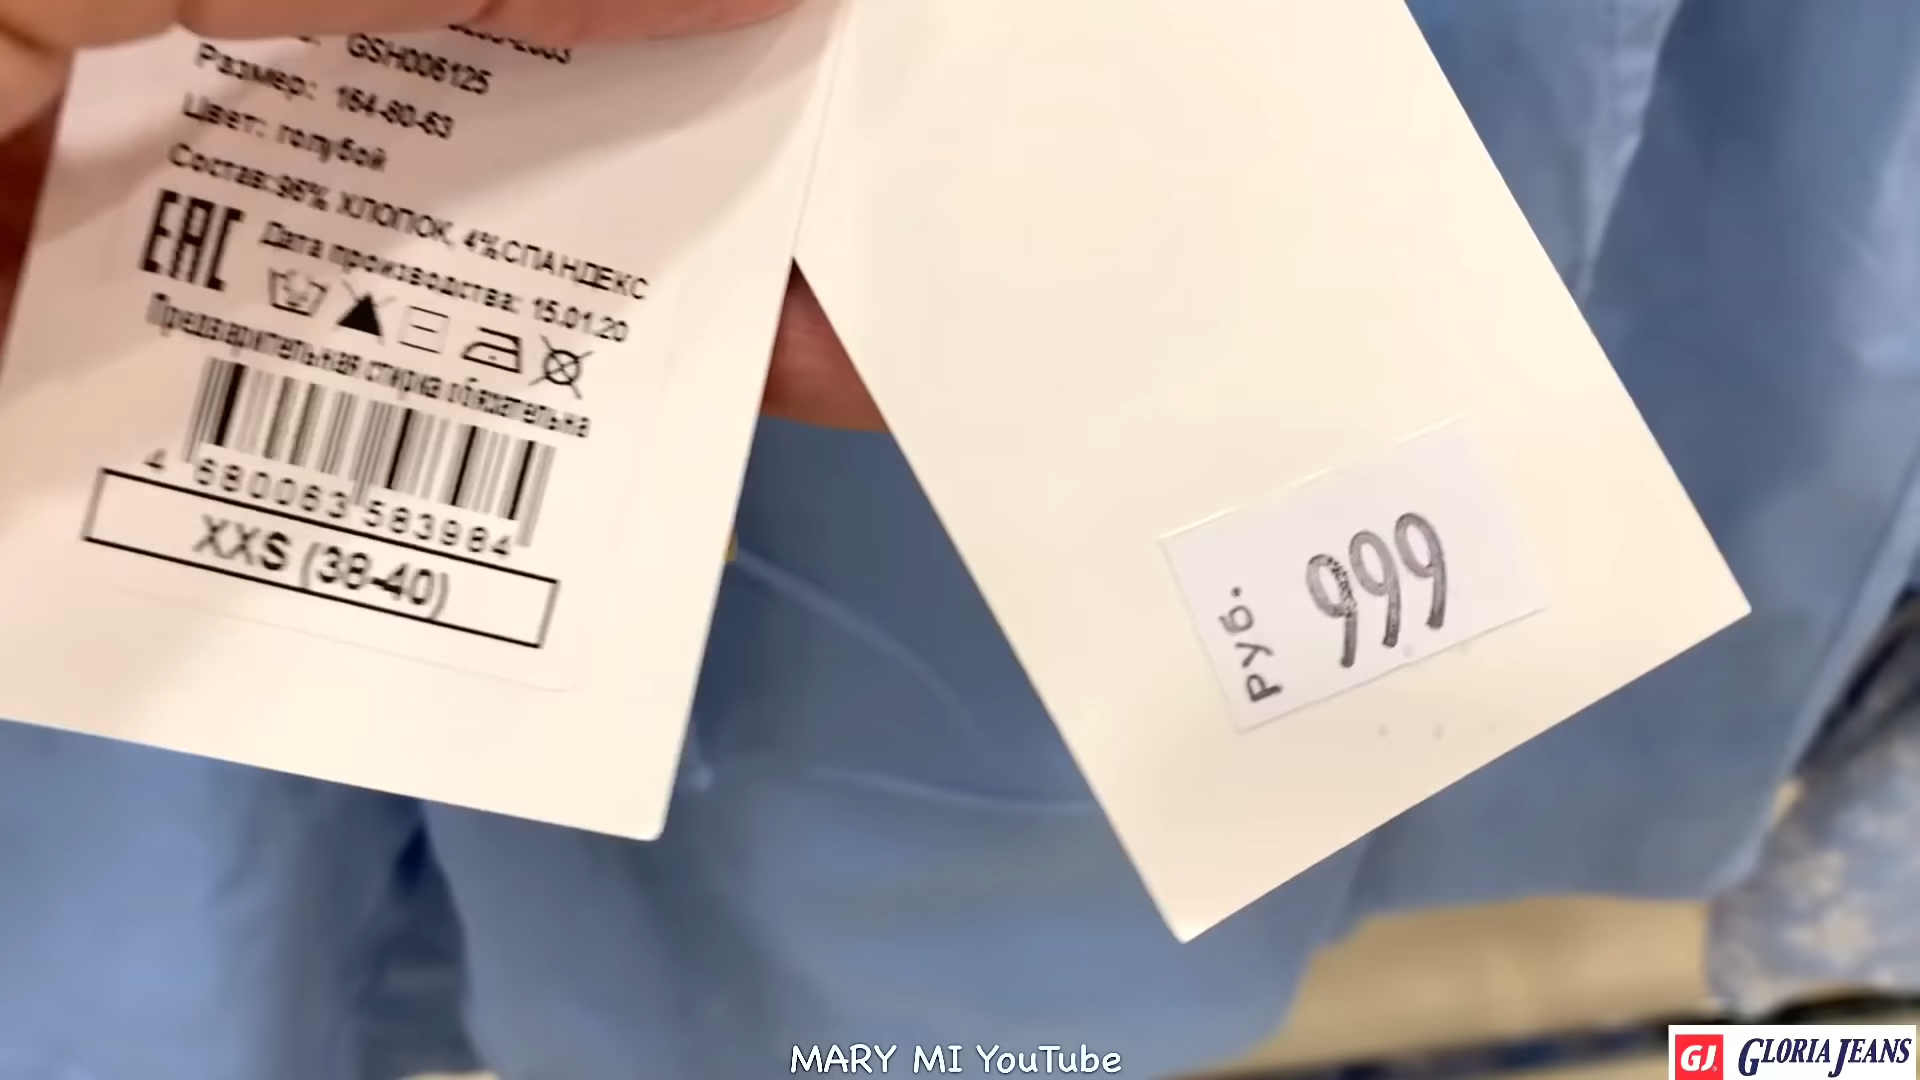 GSH006125
Размер: 164-80-63
Цвет: голубой
Состав:96% ХЛОПОК, 4%СПАНДЕКС
EAC
Дата производства: 15.01.20
Предварительная стирка обязательна
4 680063 583984
XXS (38-40)
Руб. 999
MARY MI YouTube
GJ GLORIA JEANS